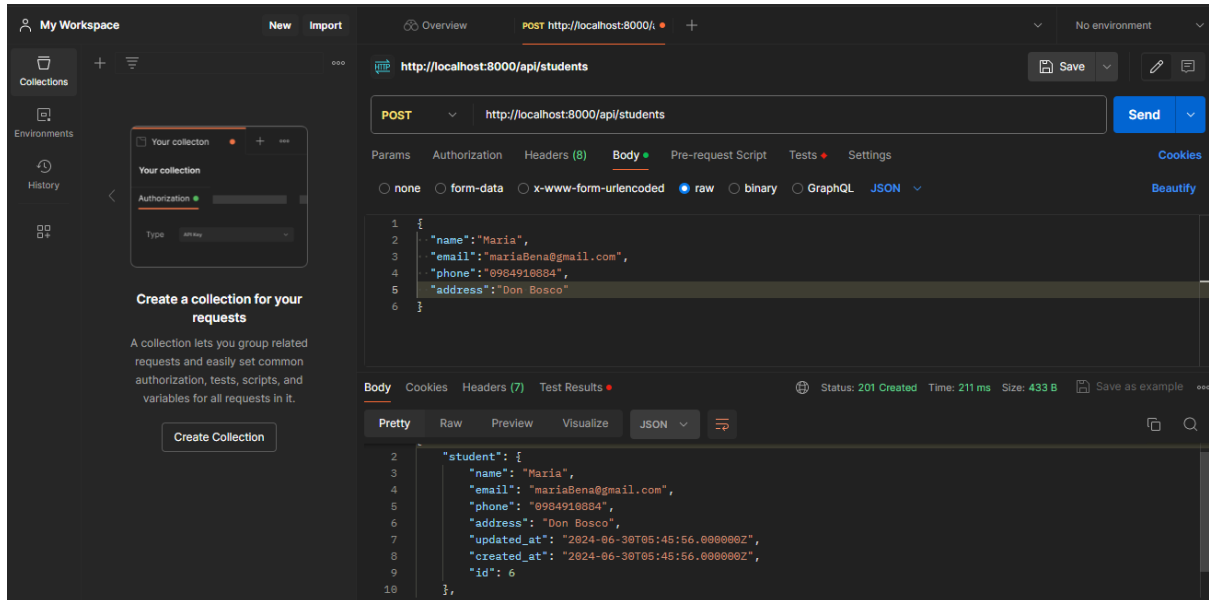 My Workspace New Import
Overview POST http://localhost:8000/a No environment
Collections
Environments
History
Your collecton
Your collection
Authorization
Type API Key
Create a collection for your
requests
A collection lets you group related
requests and easily set common
authorization, tests, scripts, and
variables for all requests in it.
Create Collection
HTTP http://localhost:8000/api/students Save
POST http://localhost:8000/api/students Send
Params Authorization Headers (8) Body Pre-request Script Tests Settings Cookies
none form-data x-www-form-urlencoded raw binary GraphQL JSON Beautify
1 {
2 "name":"Maria",
3 "email":"mariaBena@gmail.com",
4 "phone":"0984910884",
5 "address":"Don Bosco"
6 }
Body Cookies Headers (7) Test Results Status: 201 Created Time: 211 ms Size: 433 B Save as example
Pretty Raw Preview Visualize JSON
2 "student": {
3 "name": "Maria",
4 "email": "mariaBena@gmail.com",
5 "phone": "0984910884",
6 "address": "Don Bosco",
7 "updated_at": "2024-06-30T05:45:56.000000Z",
8 "created_at": "2024-06-30T05:45:56.000000Z",
9 "id": 6
10 },